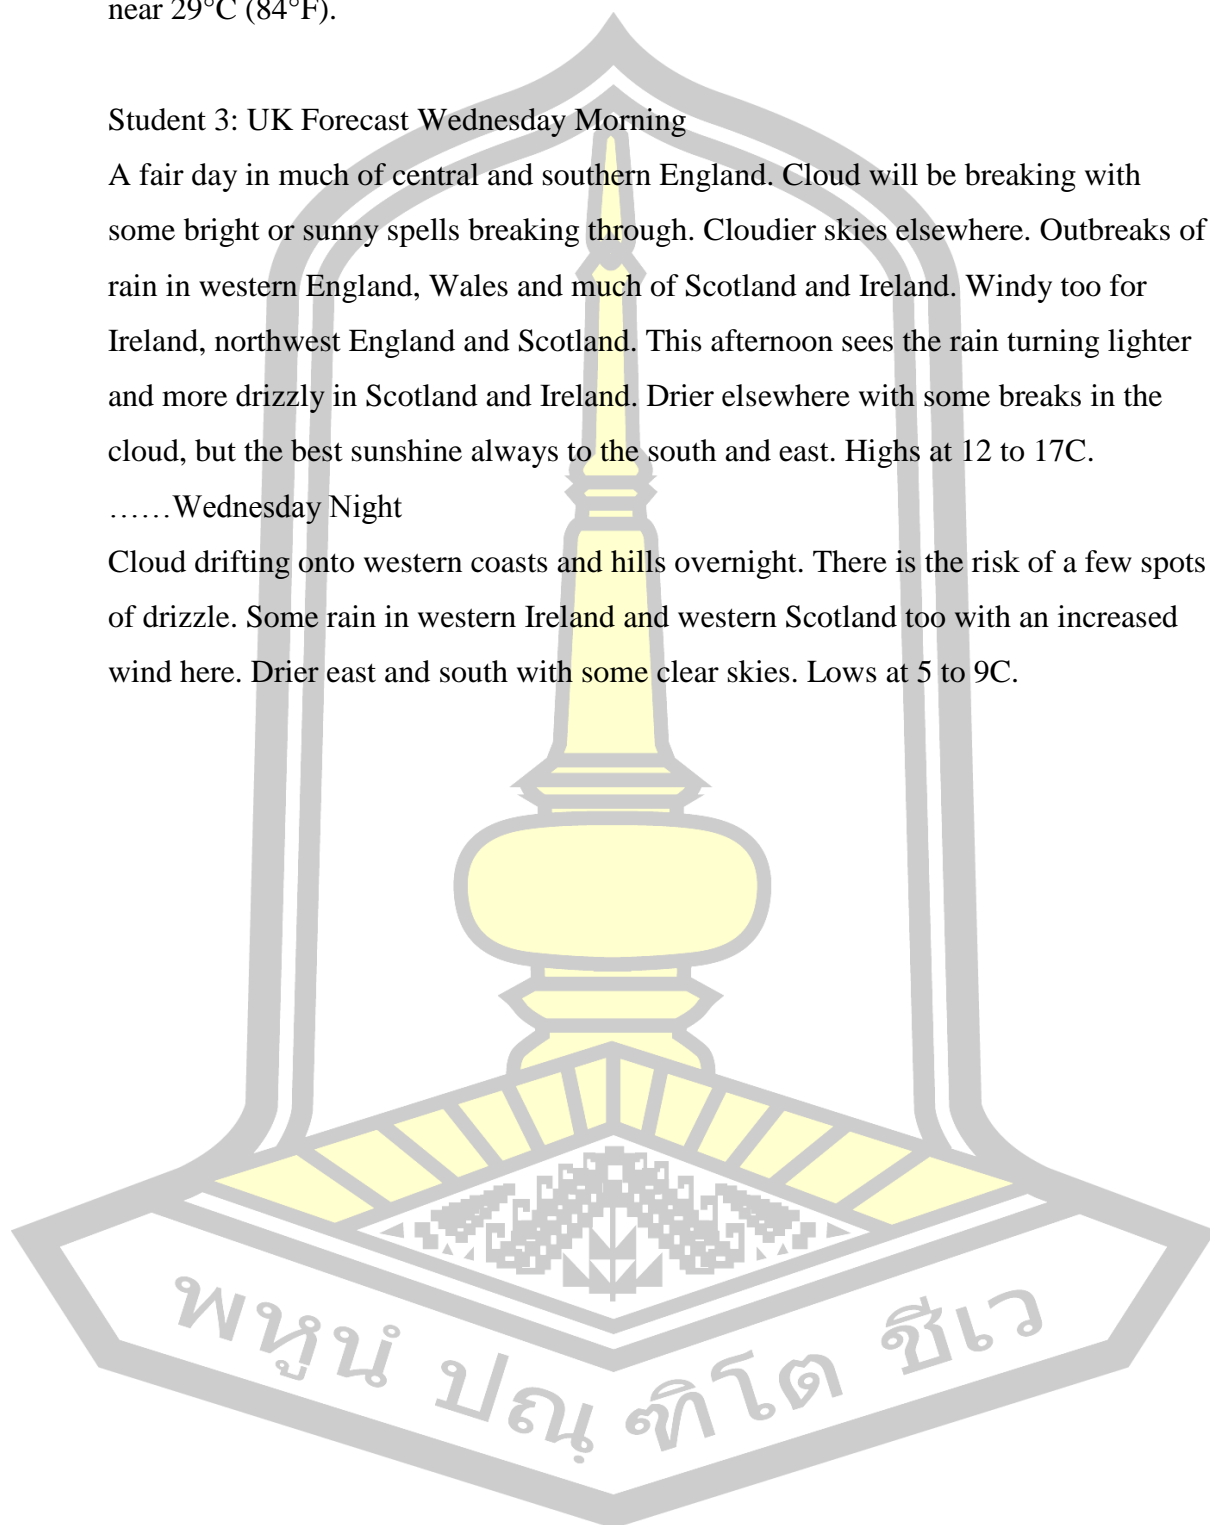 near 29°C (84°F).
Student 3: UK Forecast Wednesday Morning
A fair day in much of central and southern England. Cloud will be breaking with
some bright or sunny spells breaking through. Cloudier skies elsewhere. Outbreaks of
rain in western England, Wales and much of Scotland and Ireland. Windy too for
Ireland, northwest England and Scotland. This afternoon sees the rain turning lighter
and more drizzly in Scotland and Ireland. Drier elsewhere with some breaks in the
cloud, but the best sunshine always to the south and east. Highs at 12 to 17C.
……Wednesday Night
Cloud drifting onto western coasts and hills overnight. There is the risk of a few spots
of drizzle. Some rain in western Ireland and western Scotland too with an increased
wind here. Drier east and south with some clear skies. Lows at 5 to 9C.
พหูนํ ปณฺฑิโต ชีเว